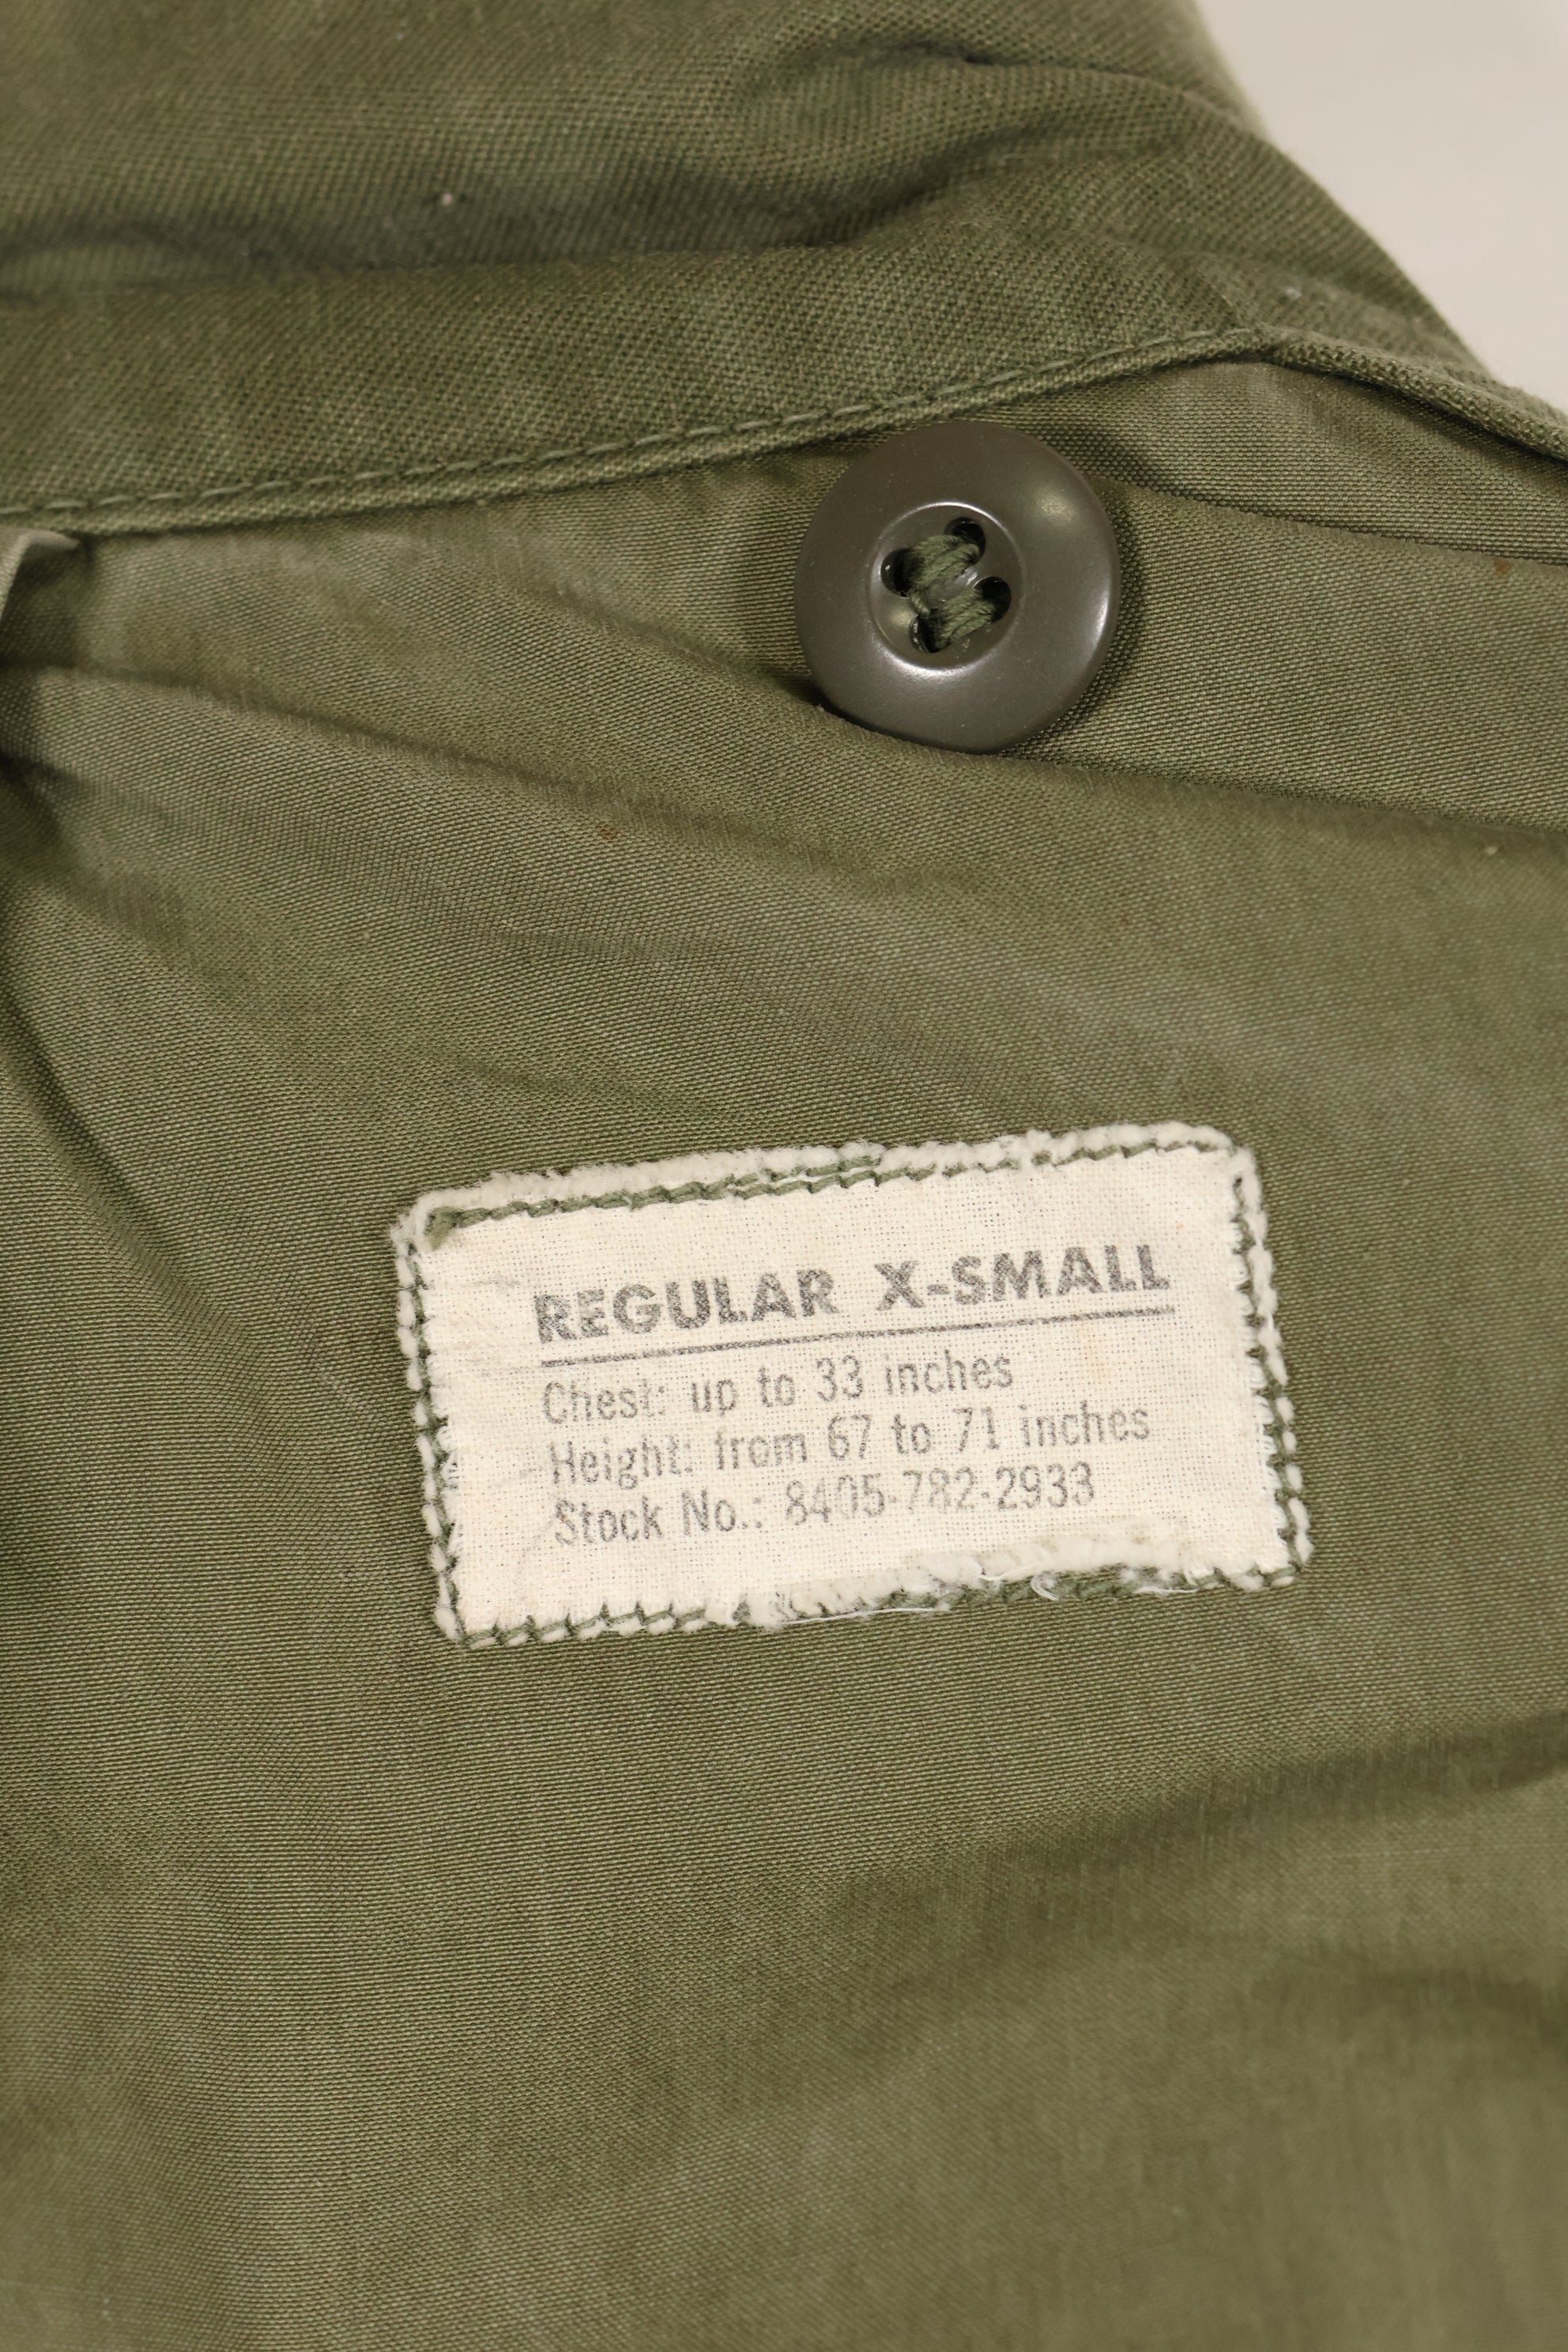 REGULAR X-SMALL
Chest: up to 33 inches
Height: from 67 to 71 inches
Stock No.: 8405-782-2933